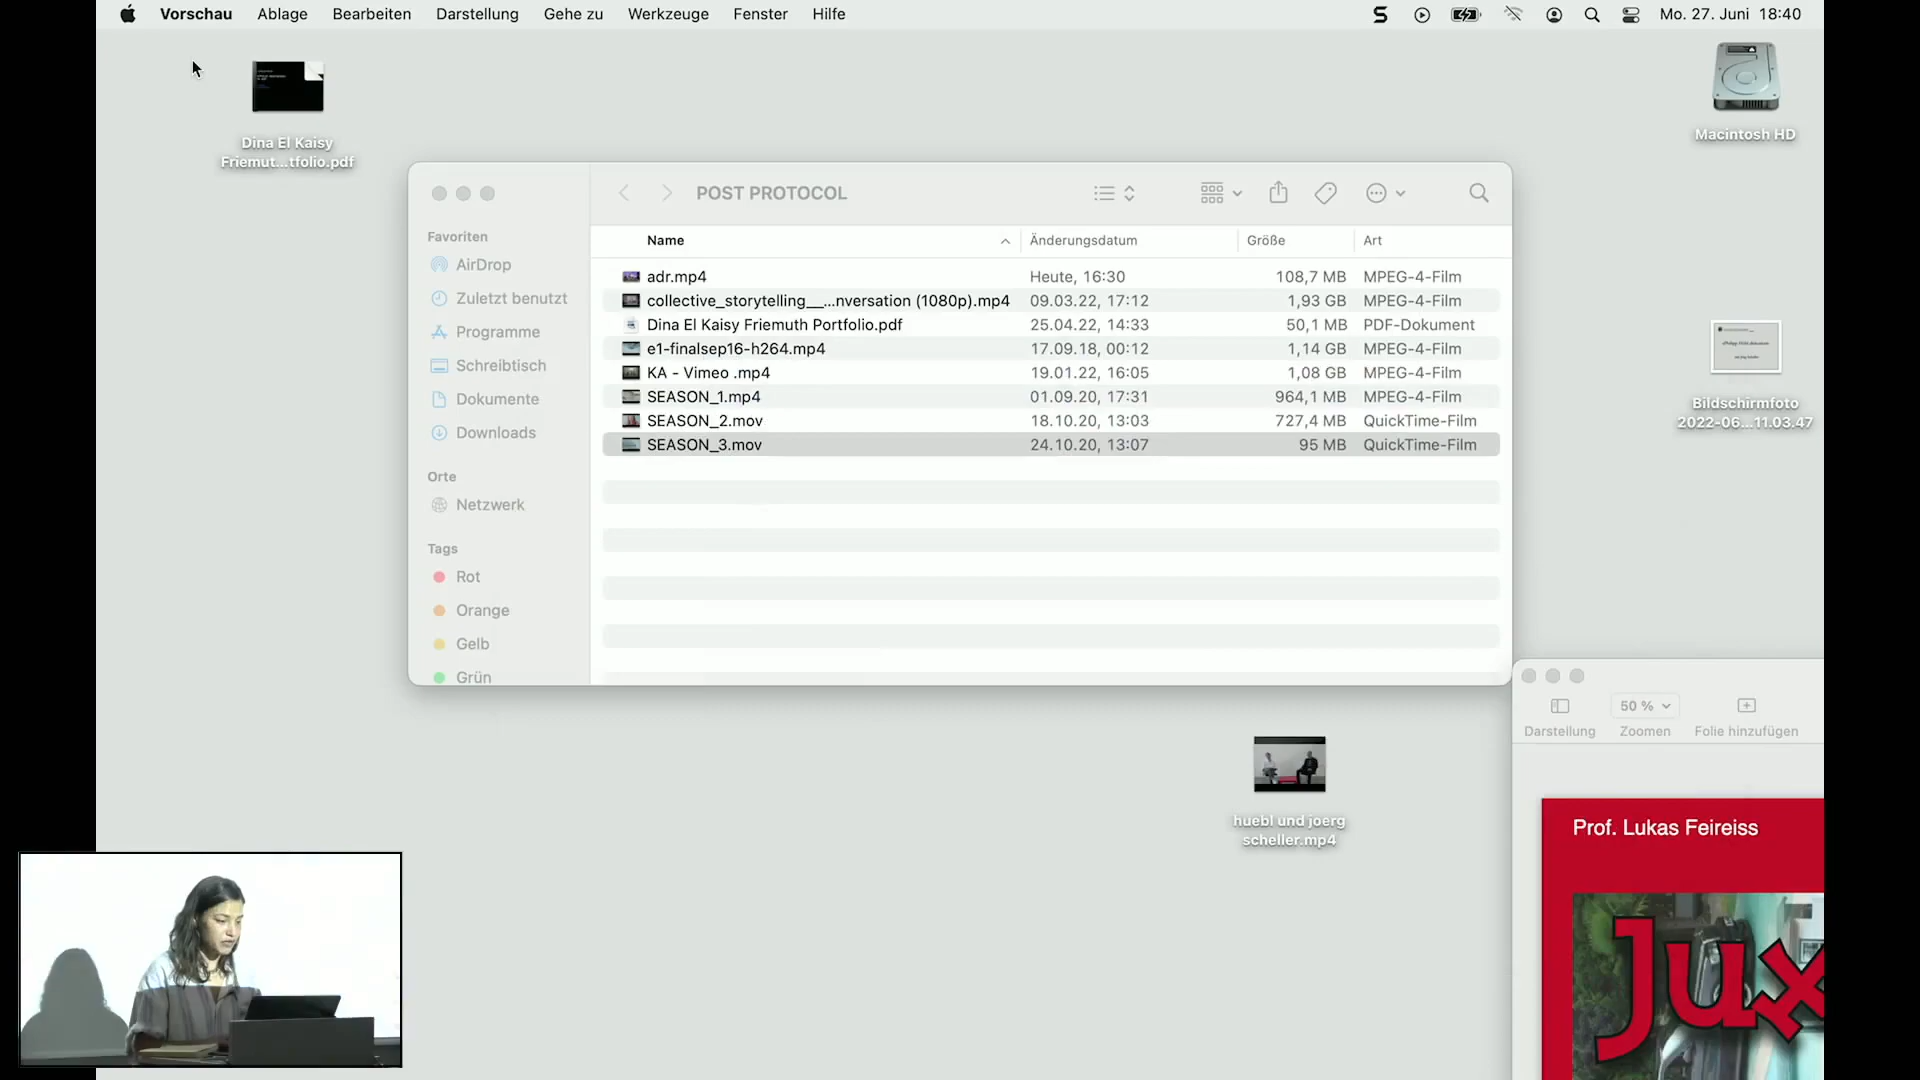 Vorschau Ablage Bearbeiten Darstellung Gehe zu Werkzeuge Fenster Hilfe S Mo. 27. Juni 18:40
Dina El Kaisy
Friemut...tfolio.pdf
Macintosh HD
POST PROTOCOL
Favoriten
AirDrop
Zuletzt benutzt
Programme
Schreibtisch
Dokumente
Downloads
Orte
Netzwerk
Tags
Rot
Orange
Gelb
Grün
Name Änderungsdatum Größe Art
adr.mp4 Heute, 16:30 108,7 MB MPEG-4-Film
collective_storytelling__...nversation (1080p).mp4 09.03.22, 17:12 1,93 GB MPEG-4-Film
Dina El Kaisy Friemuth Portfolio.pdf 25.04.22, 14:33 50,1 MB PDF-Dokument
e1-finalsep16-h264.mp4 17.09.18, 00:12 1,14 GB MPEG-4-Film
KA - Vimeo .mp4 19.01.22, 16:05 1,08 GB MPEG-4-Film
SEASON_1.mp4 01.09.20, 17:31 964,1 MB MPEG-4-Film
SEASON_2.mov 18.10.20, 13:03 727,4 MB QuickTime-Film
SEASON_3.mov 24.10.20, 13:07 95 MB QuickTime-Film
Bildschirmfoto
2022-06...11.03.47
50 %
Darstellung Zoomen Folie hinzufügen
huebl und joerg
scheller.mp4
Prof. Lukas Feireiss
Jux